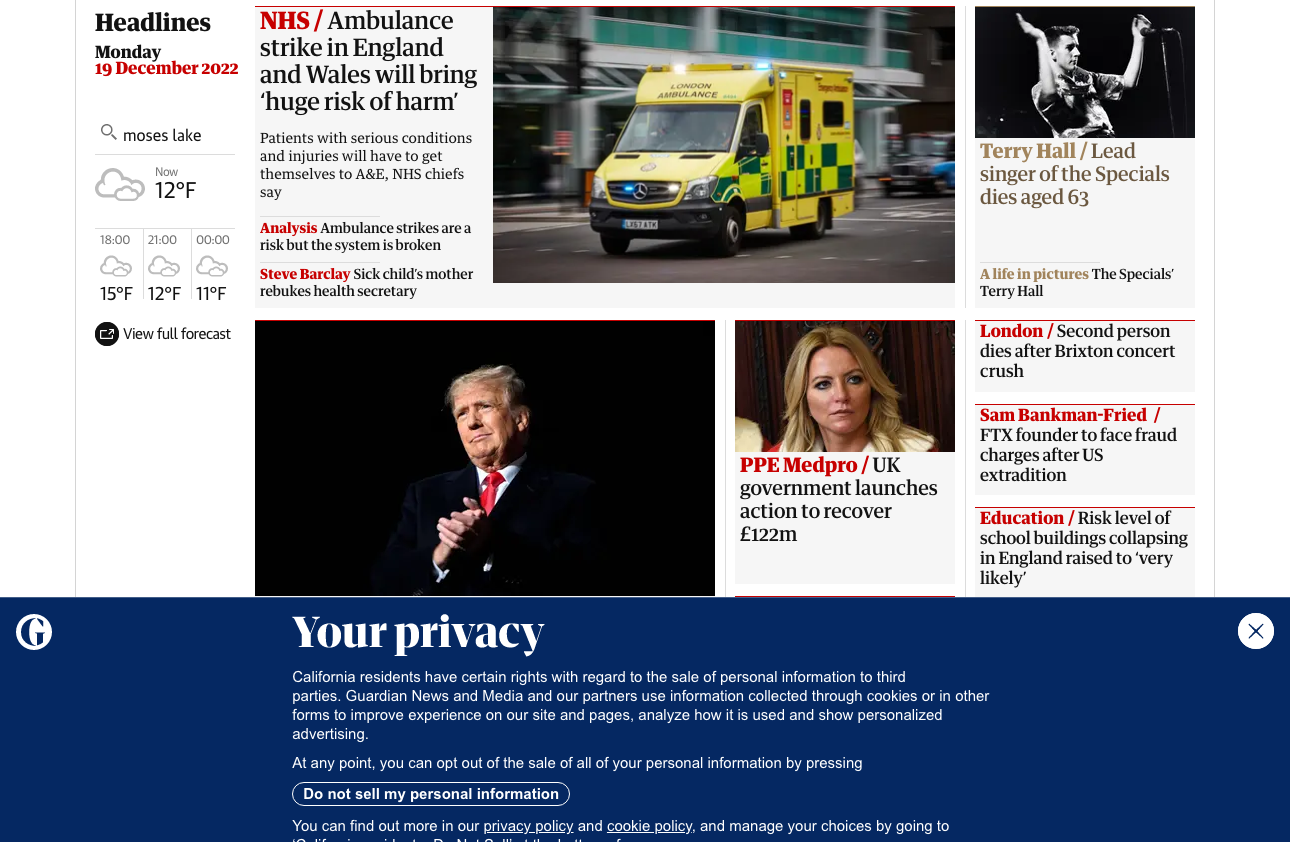 Headlines
Monday
19 December 2022
moses lake
Now
12°F
18:00
21:00
00:00
15°F
12°F
11°F
View full forecast
NHS / Ambulance
strike in England
and Wales will bring
‘huge risk of harm’
Patients with serious conditions
and injuries will have to get
themselves to A&E, NHS chiefs
say
Analysis Ambulance strikes are a
risk but the system is broken
Steve Barclay Sick child’s mother
rebukes health secretary
LONDON
AMBULANCE
LX67 ATK
Terry Hall / Lead
singer of the Specials
dies aged 63
A life in pictures The Specials’
Terry Hall
PPE Medpro / UK
government launches
action to recover
£122m
London / Second person
dies after Brixton concert
crush
Sam Bankman-Fried /
FTX founder to face fraud
charges after US
extradition
Education / Risk level of
school buildings collapsing
in England raised to ‘very
likely’
Your privacy
California residents have certain rights with regard to the sale of personal information to third
parties. Guardian News and Media and our partners use information collected through cookies or in other
forms to improve experience on our site and pages, analyze how it is used and show personalized
advertising.
At any point, you can opt out of the sale of all of your personal information by pressing
Do not sell my personal information
You can find out more in our privacy policy and cookie policy, and manage your choices by going to